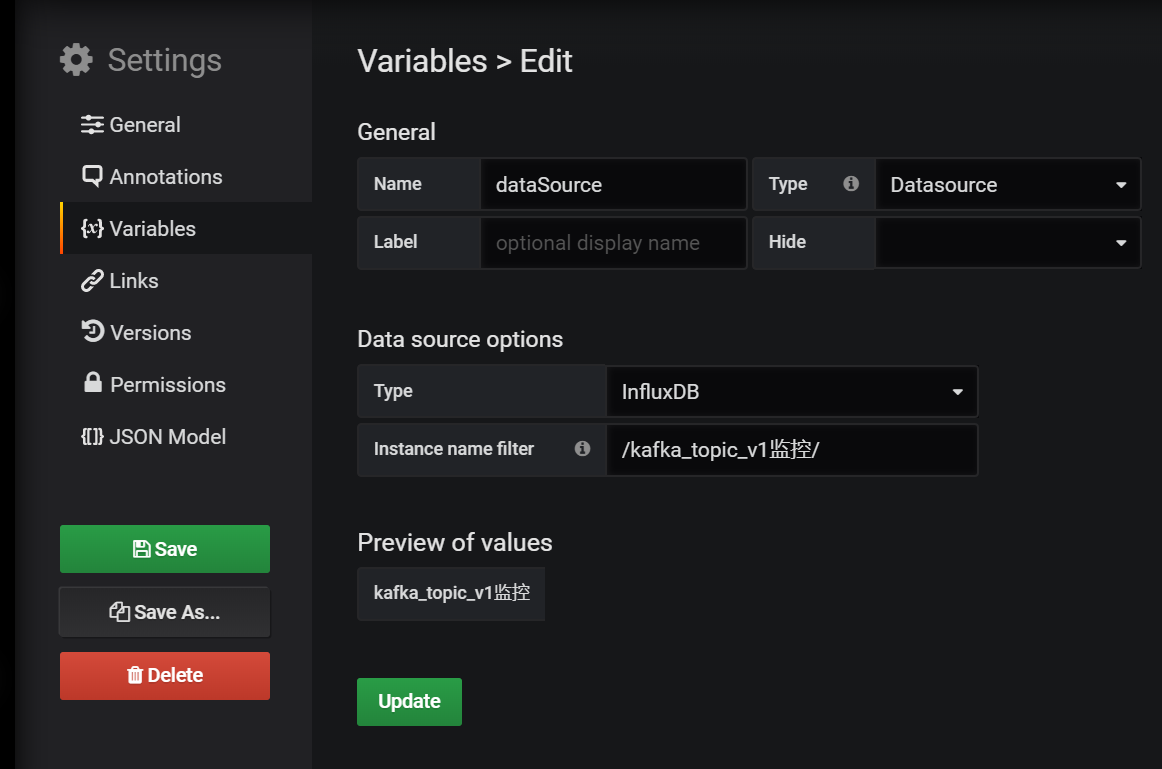 Settings
General
Annotations
Variables
Links
Versions
Permissions
JSON Model
Save
Save As...
Delete
Variables > Edit
General
Name dataSource Type Datasource
Label optional display name Hide
Data source options
Type InfluxDB
Instance name filter /kafka_topic_v1监控/
Preview of values
kafka_topic_v1监控
Update